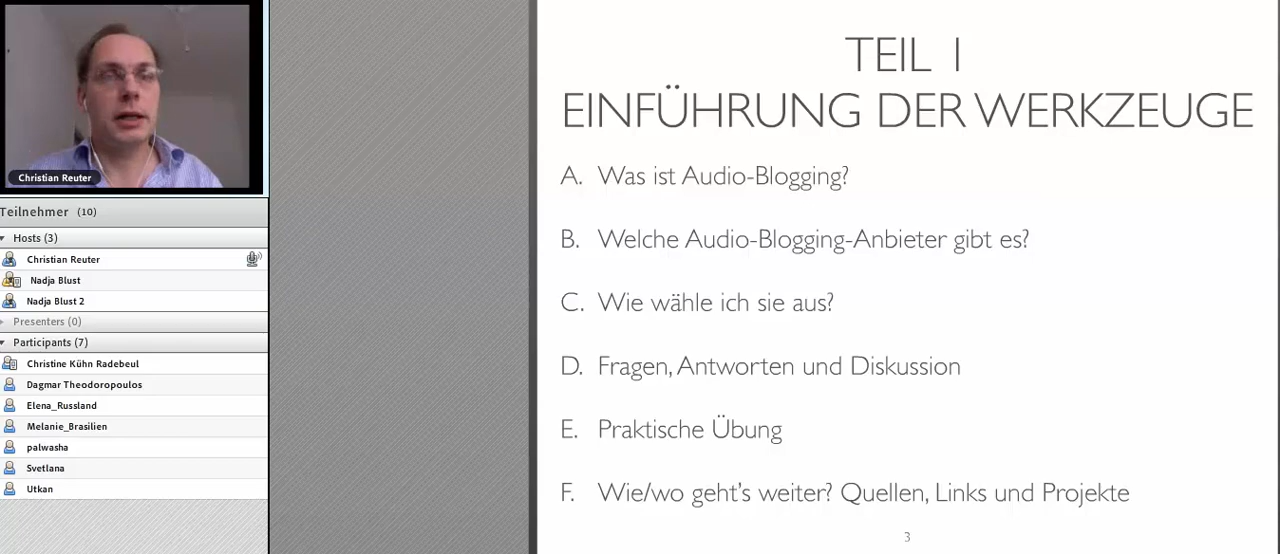 Christian Reuter
Teilnehmer (10)
Hosts (3)
Christian Reuter
Nadja Blust
Nadja Blust 2
Presenters (0)
Participants (7)
Christine Kühn Radebeul
Dagmar Theodoropoulos
Elena_Russland
Melanie_Brasilien
palwasha
Svetlana
Utkan
TEIL 1
EINFÜHRUNG DER WERKZEUGE
A. Was ist Audio-Blogging?
B. Welche Audio-Blogging-Anbieter gibt es?
C. Wie wähle ich sie aus?
D. Fragen, Antworten und Diskussion
E. Praktische Übung
F. Wie/wo geht's weiter? Quellen, Links und Projekte
3